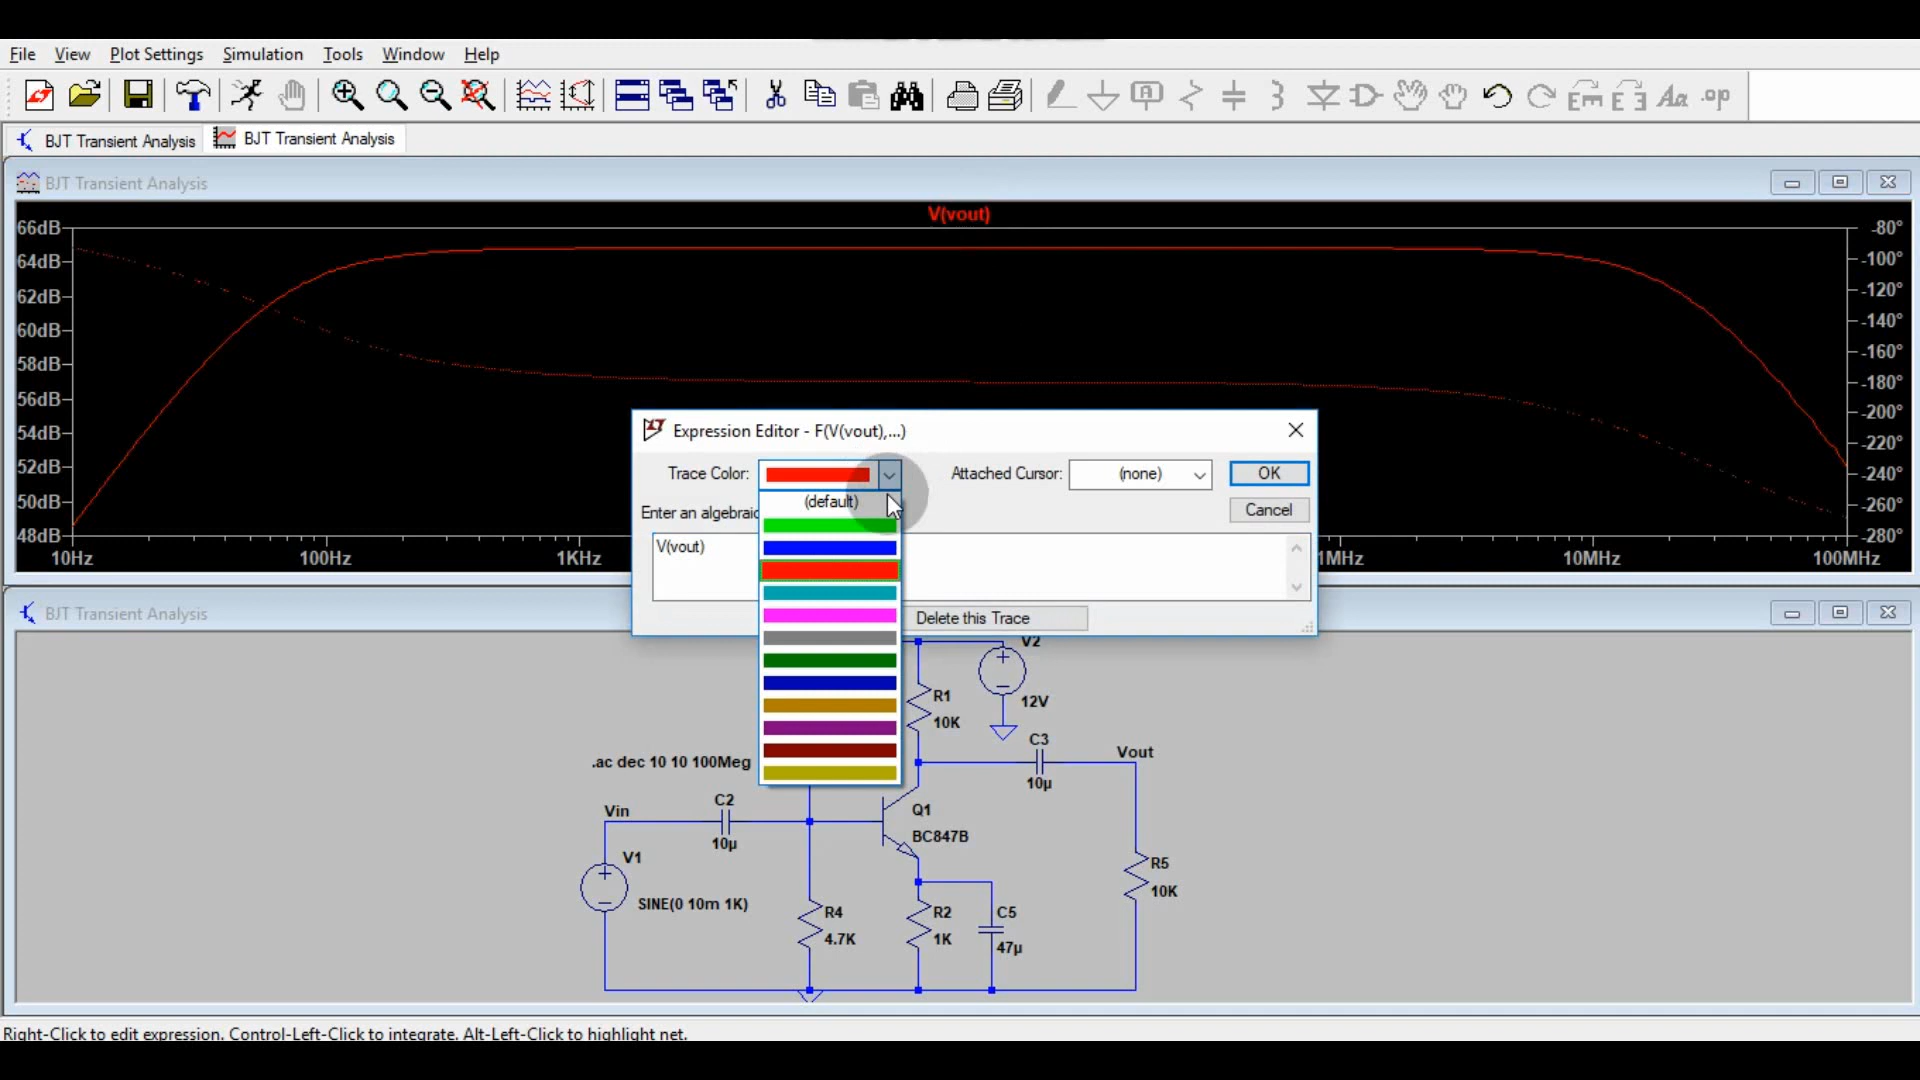 File View Plot Settings Simulation Tools Window Help
Aa .op
BJT Transient Analysis BJT Transient Analysis
BJT Transient Analysis
V(vout)
66dB -80°
64dB -100°
62dB -120°
60dB -140°
58dB -160°
56dB -180°
54dB -200°
52dB -220°
50dB -240°
48dB -260°
-280°
10Hz 100Hz 1KHz 1MHz 10MHz 100MHz
Expression Editor - F(V(vout),...)
Trace Color: Attached Cursor: (none) OK
(default)
Enter an algebraic Cancel
V(vout)
Delete this Trace
BJT Transient Analysis
V2
12V
R1
10K
C3
10µ
Vout
.ac dec 10 10 100Meg
Vin
C2
10µ
Q1
BC847B
V1
SINE(0 10m 1K)
R5
10K
R4
4.7K
R2
1K
C5
47µ
Right-Click to edit expression. Control-Left-Click to integrate. Alt-Left-Click to highlight net.